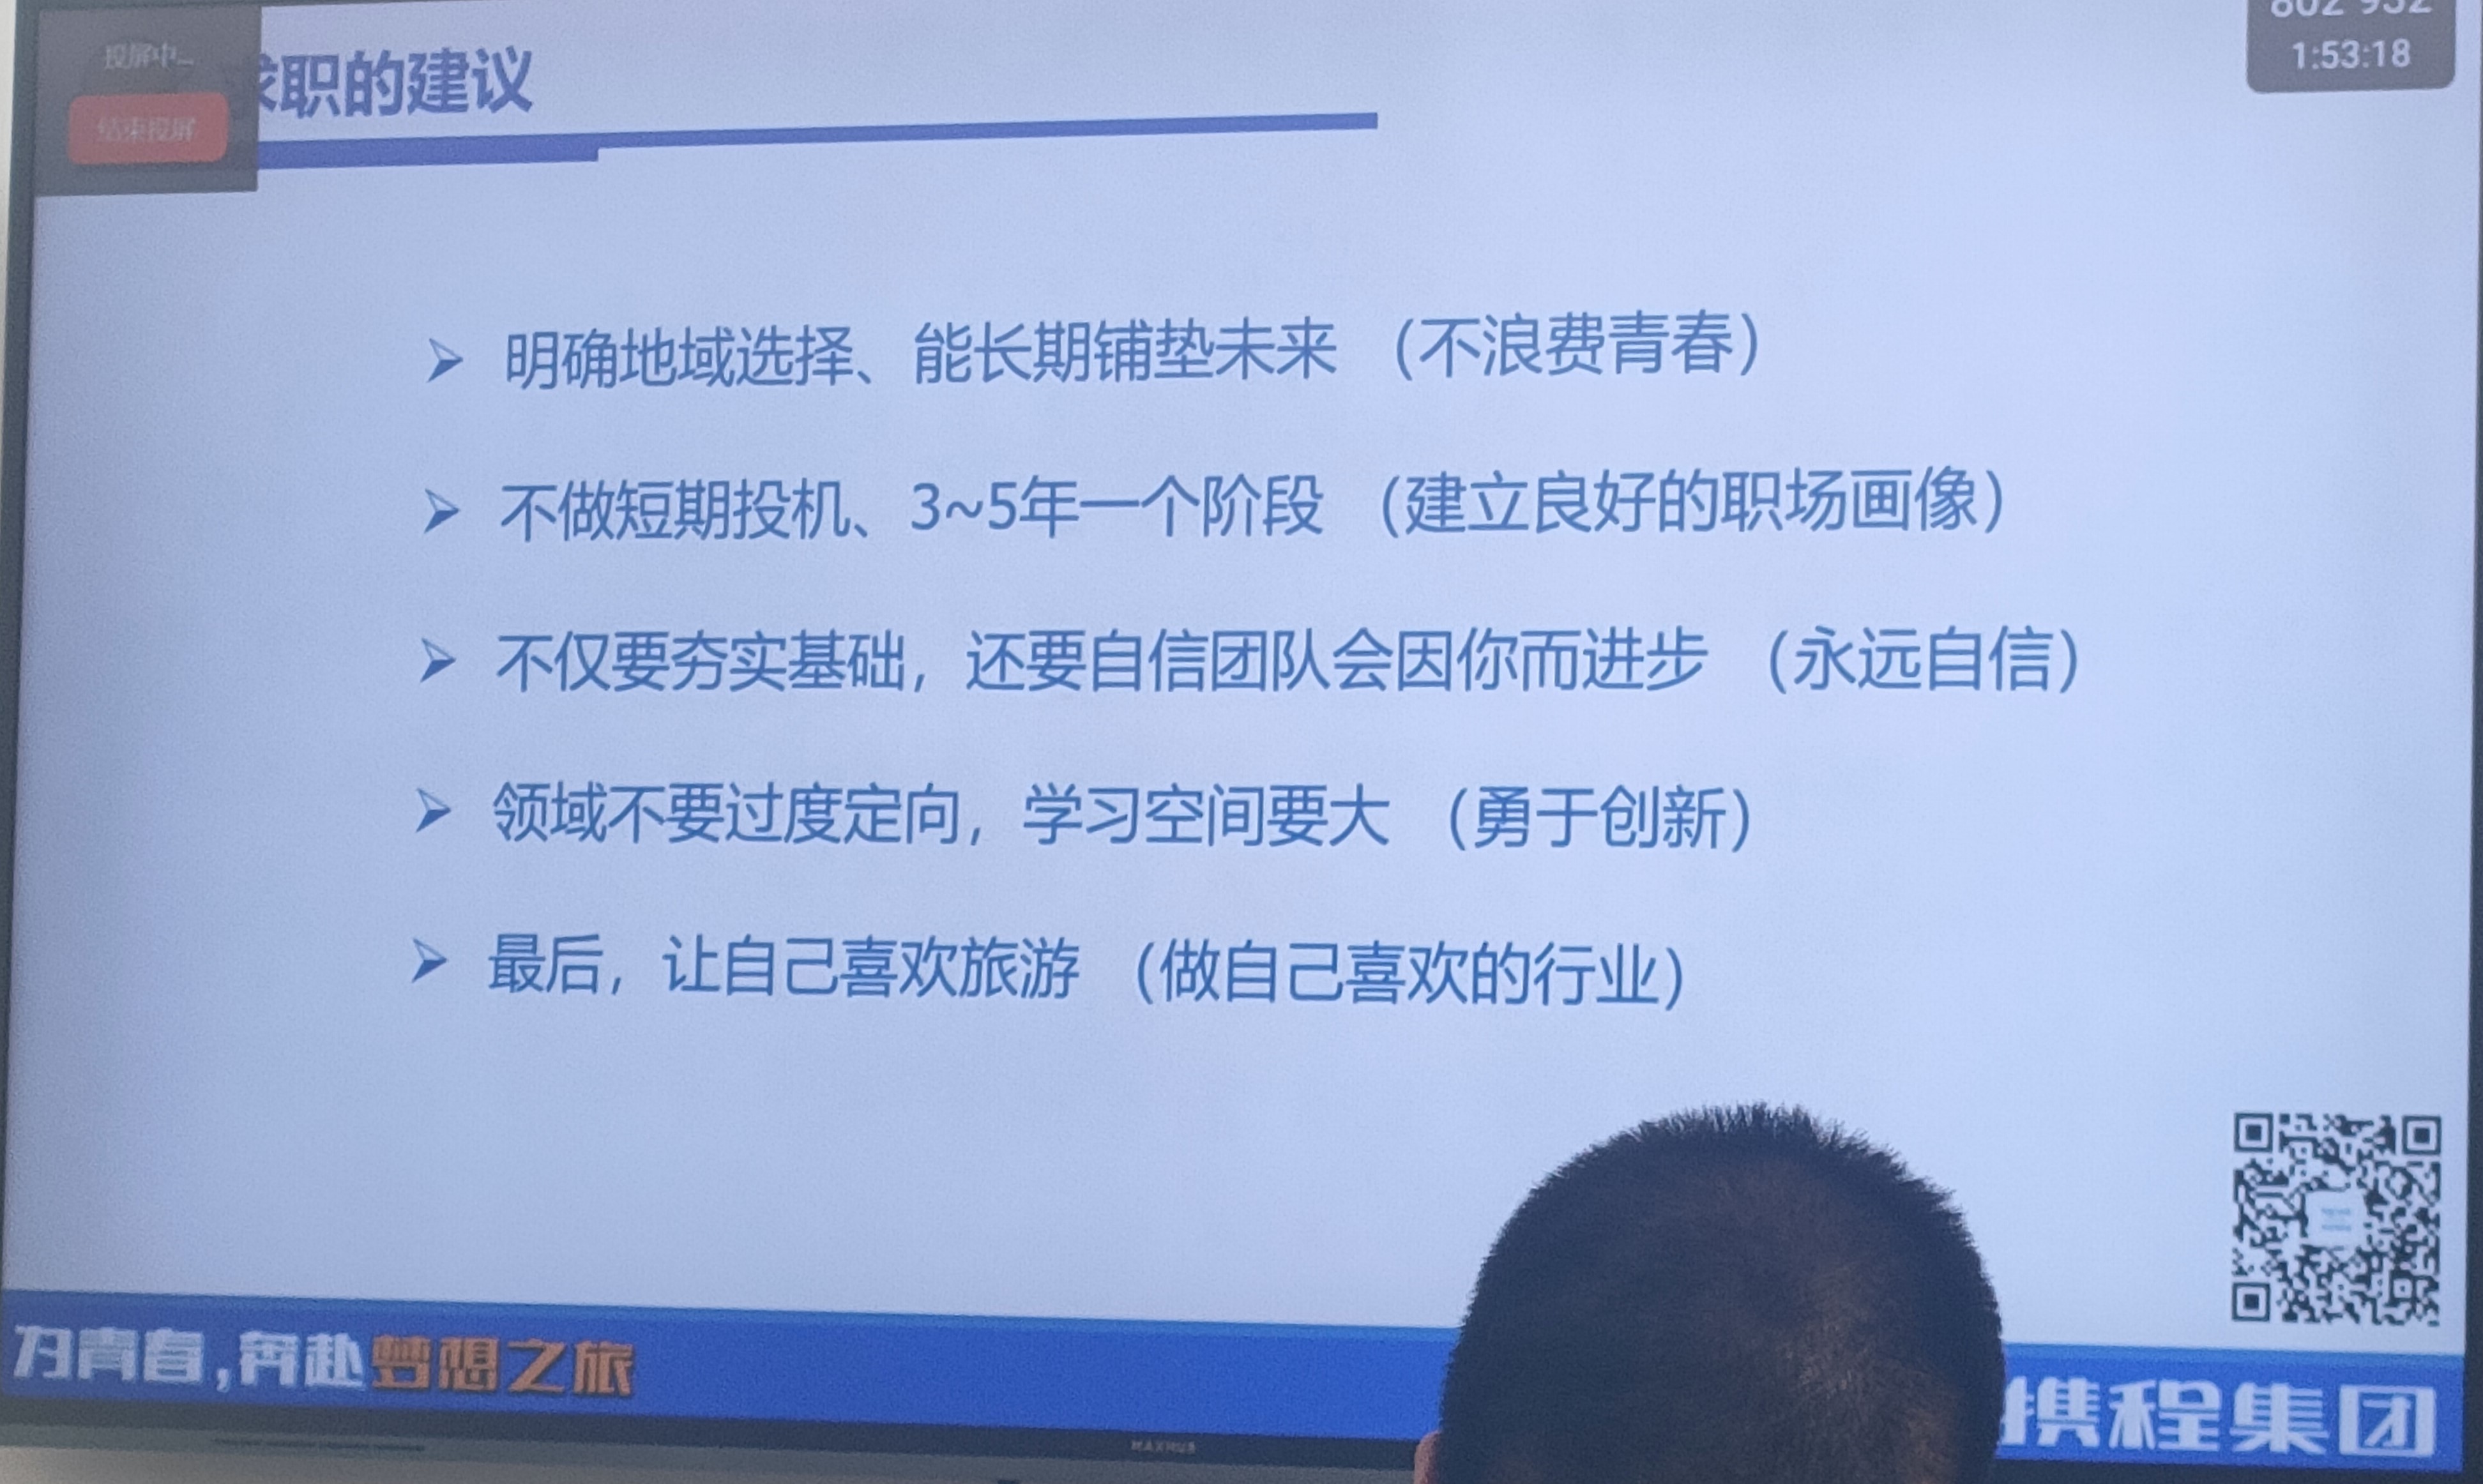 投屏中...
结束投屏
求职的建议
1:53:18
➢ 明确地域选择、能长期铺垫未来 （不浪费青春）
➢ 不做短期投机、3~5年一个阶段 （建立良好的职场画像）
➢ 不仅要夯实基础，还要自信团队会因你而进步 （永远自信）
➢ 领域不要过度定向，学习空间要大 （勇于创新）
➢ 最后，让自己喜欢旅游 （做自己喜欢的行业）
为青春,奔赴梦想之旅
携程集团
MAXHUB